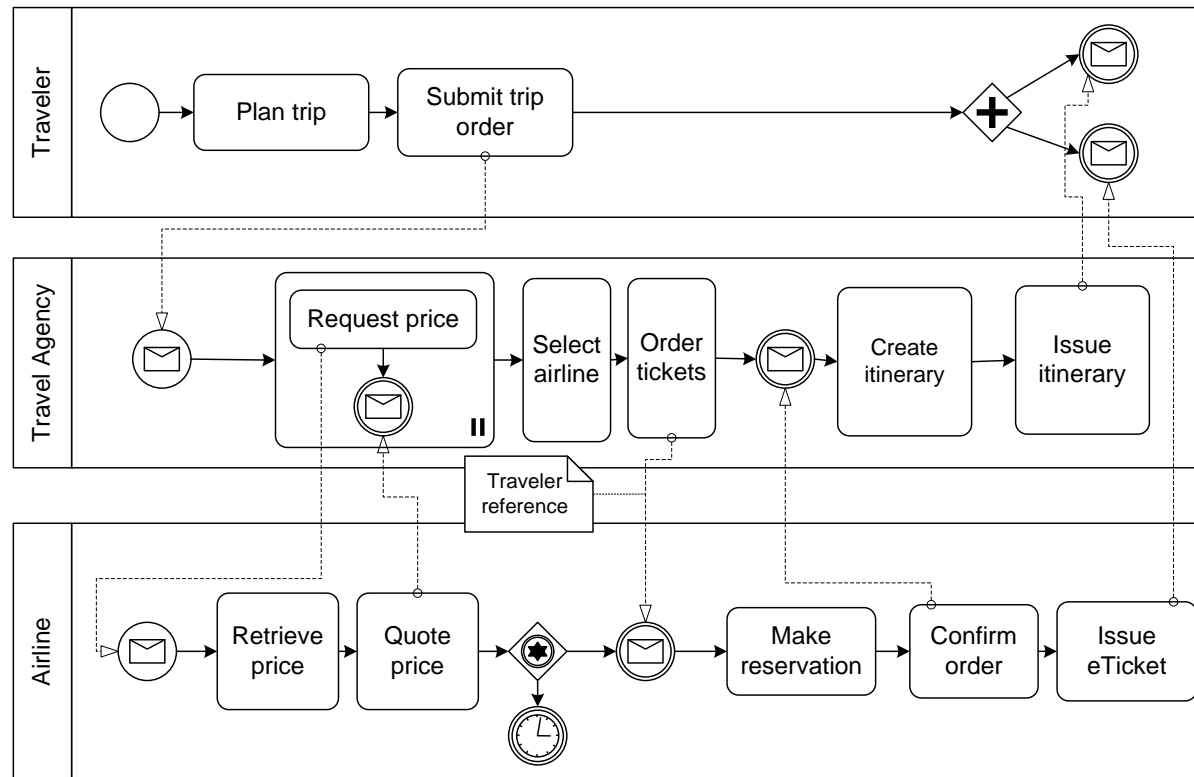 Traveler
Plan trip
Submit trip
order
Travel Agency
Request price
Select
airline
Order
tickets
Create
itinerary
Issue
itinerary
Traveler
reference
Airline
Retrieve
price
Quote
price
Make
reservation
Confirm
order
Issue
eTicket